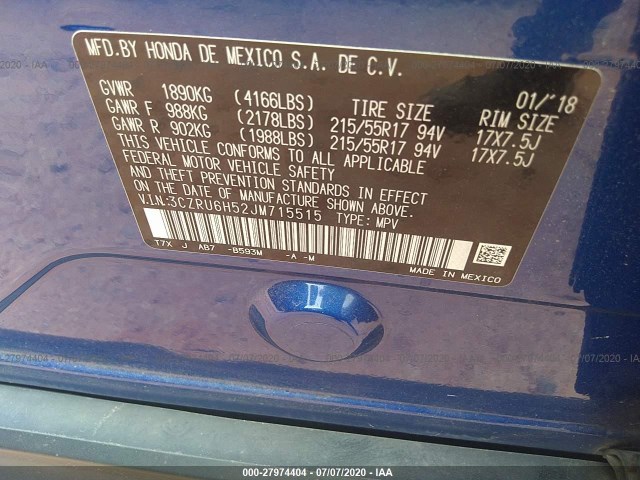 MFD.BY HONDA DE MEXICO S.A. DE C.V.
01/'18
GVWR 1890KG (4166LBS) TIRE SIZE RIM SIZE
GAWR F 988KG (2178LBS) 215/55R17 94V 17X7.5J
GAWR R 902KG (1988LBS) 215/55R17 94V 17X7.5J
THIS VEHICLE CONFORMS TO ALL APPLICABLE
FEDERAL MOTOR VEHICLE SAFETY
AND THEFT PREVENTION STANDARDS IN EFFECT
ON THE DATE OF MANUFACTURE SHOWN ABOVE.
V.I.N:3CZRU6H52JM715515 TYPE: MPV
T7X J AB7 -B593M -A -M
MADE IN MEXICO
000-27974404 / 07/07/2020 - IAA